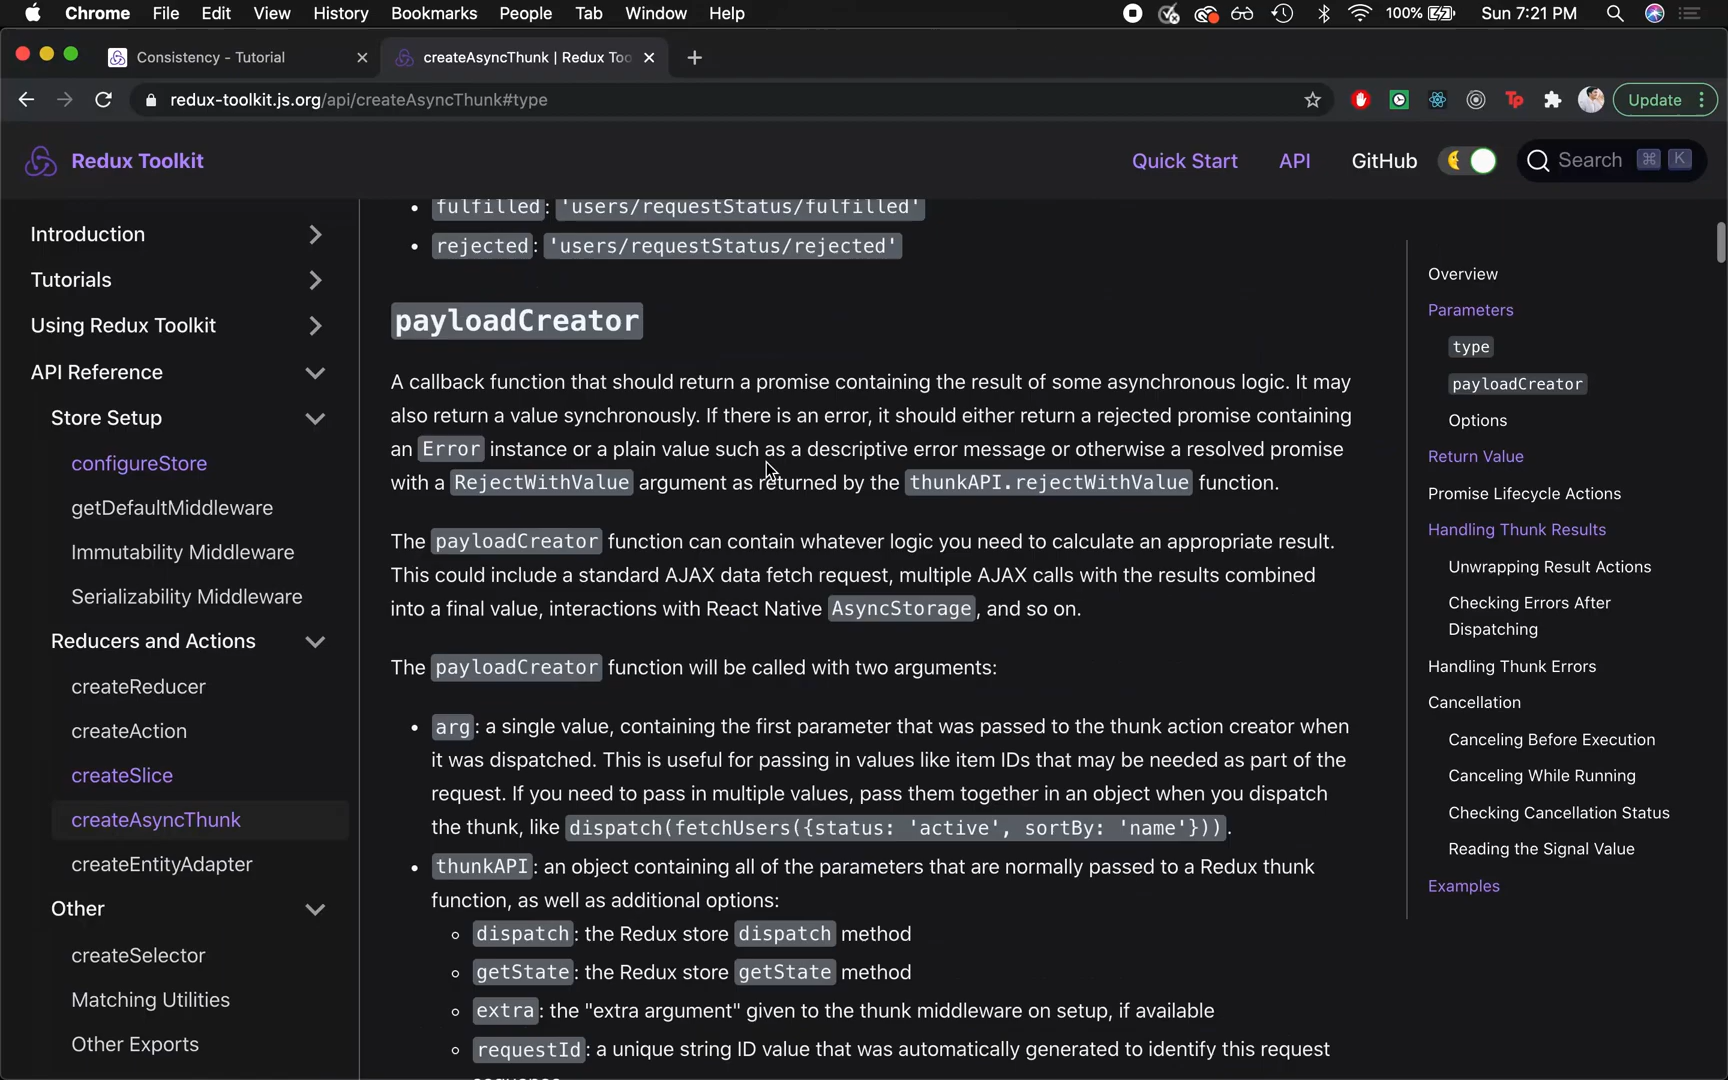 Chrome File Edit View History Bookmarks People Tab Window Help 100% Sun 7:21 PM
Consistency - Tutorial createAsyncThunk | Redux Too
redux-toolkit.js.org/api/createAsyncThunk#type Tp Update
Redux Toolkit Quick Start API GitHub Search ⌘ K
Introduction
Tutorials
Using Redux Toolkit
API Reference
Store Setup
configureStore
getDefaultMiddleware
Immutability Middleware
Serializability Middleware
Reducers and Actions
createReducer
createAction
createSlice
createAsyncThunk
createEntityAdapter
Other
createSelector
Matching Utilities
Other Exports
• fulfilled: 'users/requestStatus/fulfilled'
• rejected: 'users/requestStatus/rejected'
payloadCreator
A callback function that should return a promise containing the result of some asynchronous logic. It may
also return a value synchronously. If there is an error, it should either return a rejected promise containing
an Error instance or a plain value such as a descriptive error message or otherwise a resolved promise
with a RejectWithValue argument as returned by the thunkAPI.rejectWithValue function.
The payloadCreator function can contain whatever logic you need to calculate an appropriate result.
This could include a standard AJAX data fetch request, multiple AJAX calls with the results combined
into a final value, interactions with React Native AsyncStorage, and so on.
The payloadCreator function will be called with two arguments:
• arg: a single value, containing the first parameter that was passed to the thunk action creator when
it was dispatched. This is useful for passing in values like item IDs that may be needed as part of the
request. If you need to pass in multiple values, pass them together in an object when you dispatch
the thunk, like dispatch(fetchUsers({status: 'active', sortBy: 'name'})).
• thunkAPI: an object containing all of the parameters that are normally passed to a Redux thunk
function, as well as additional options:
◦ dispatch: the Redux store dispatch method
◦ getState: the Redux store getState method
◦ extra: the "extra argument" given to the thunk middleware on setup, if available
◦ requestId: a unique string ID value that was automatically generated to identify this request
Overview
Parameters
type
payloadCreator
Options
Return Value
Promise Lifecycle Actions
Handling Thunk Results
Unwrapping Result Actions
Checking Errors After
Dispatching
Handling Thunk Errors
Cancellation
Canceling Before Execution
Canceling While Running
Checking Cancellation Status
Reading the Signal Value
Examples